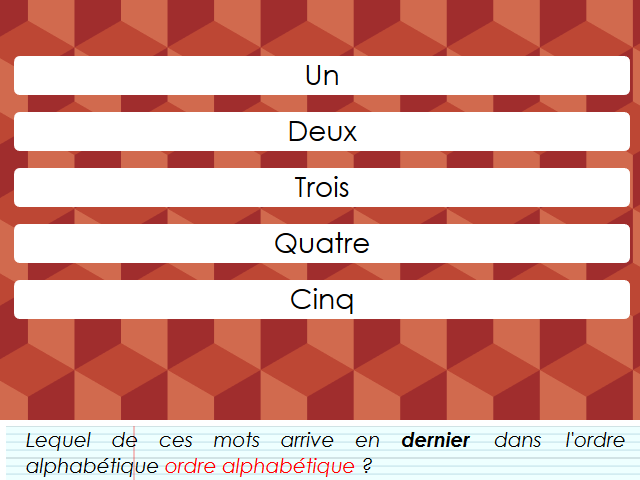 Un
Deux
Trois
Quatre
Cinq
Lequel de ces mots arrive en dernier dans l'ordre
alphabétique ordre alphabétique ?